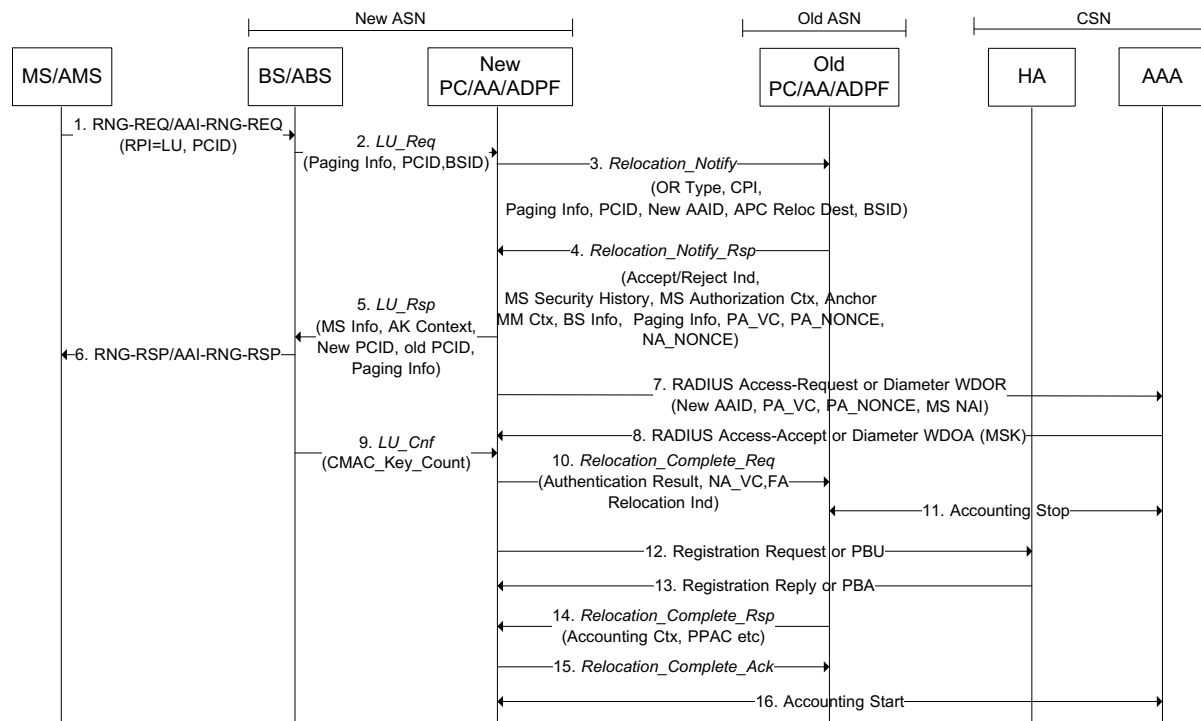 New ASN
Old ASN
CSN
MS/AMS
BS/ABS
New
PC/AA/ADPF
Old
PC/AA/ADPF
HA
AAA
1. RNG-REQ/AAI-RNG-REQ
(RPI=LU, PCID)
2. LU_Req
(Paging Info, PCID,BSID)
3. Relocation_Notify
(OR Type, CPI,
Paging Info, PCID, New AAID, APC Reloc Dest, BSID)
4. Relocation_Notify_Rsp
(Accept/Reject Ind,
MS Security History, MS Authorization Ctx, Anchor
MM Ctx, BS Info, Paging Info, PA_VC, PA_NONCE,
NA_NONCE)
5. LU_Rsp
(MS Info, AK Context,
New PCID, old PCID,
Paging Info)
6. RNG-RSP/AAI-RNG-RSP
7. RADIUS Access-Request or Diameter WDOR
(New AAID, PA_VC, PA_NONCE, MS NAI)
8. RADIUS Access-Accept or Diameter WDOA (MSK)
9. LU_Cnf
(CMAC_Key_Count)
10. Relocation_Complete_Req
(Authentication Result, NA_VC,FA
Relocation Ind)
11. Accounting Stop
12. Registration Request or PBU
13. Registration Reply or PBA
14. Relocation_Complete_Rsp
(Accounting Ctx, PPAC etc)
15. Relocation_Complete_Ack
16. Accounting Start